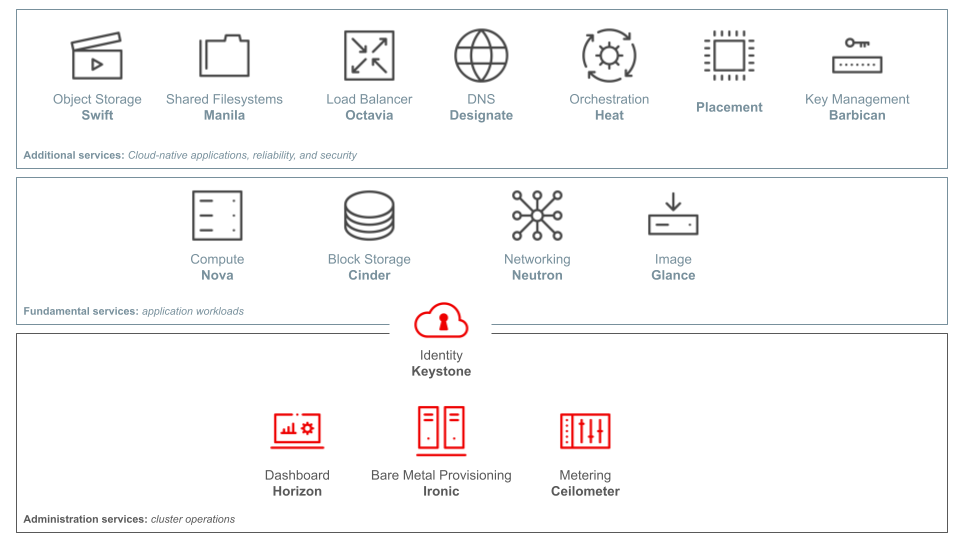 Object Storage
Swift
Shared Filesystems
Manila
Load Balancer
Octavia
DNS
Designate
Orchestration
Heat
Placement
Key Management
Barbican
Additional services: Cloud-native applications, reliability, and security
Compute
Nova
Block Storage
Cinder
Networking
Neutron
Image
Glance
Fundamental services: application workloads
Identity
Keystone
Dashboard
Horizon
Bare Metal Provisioning
Ironic
Metering
Ceilometer
Administration services: cluster operations